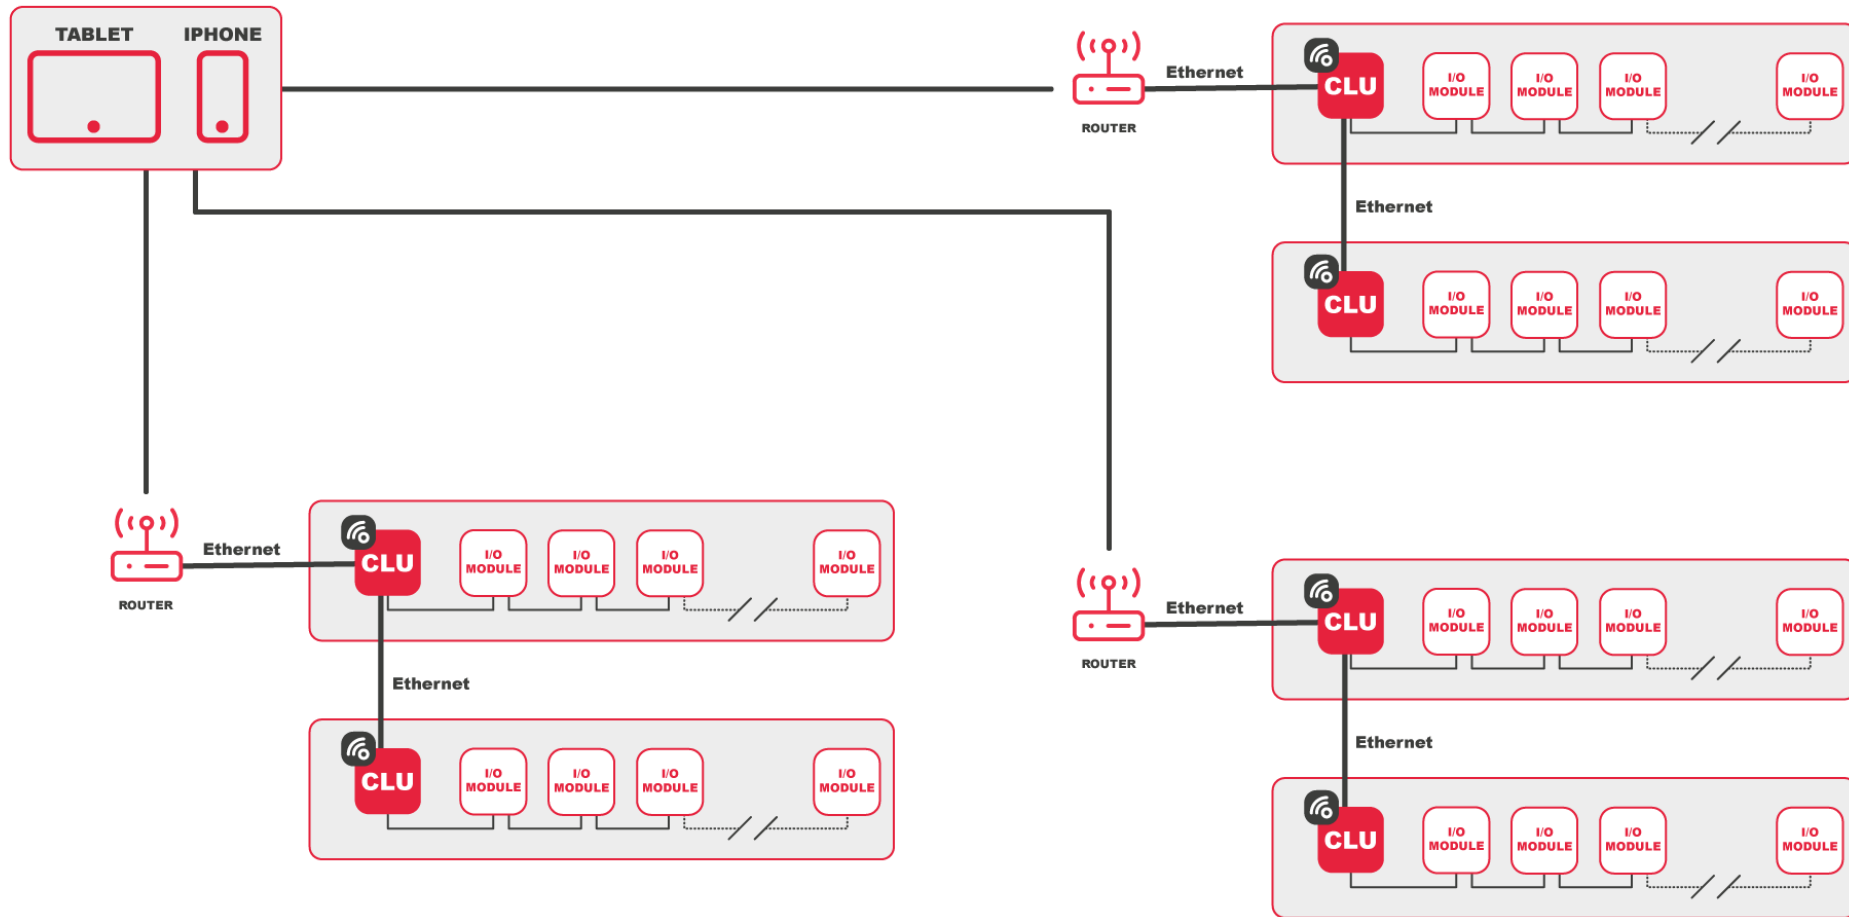 TABLET IPHONE
ROUTER
Ethernet
CLU
I/O
MODULE
I/O
MODULE
I/O
MODULE
I/O
MODULE
Ethernet
CLU
I/O
MODULE
I/O
MODULE
I/O
MODULE
I/O
MODULE
ROUTER
Ethernet
CLU
I/O
MODULE
I/O
MODULE
I/O
MODULE
I/O
MODULE
Ethernet
CLU
I/O
MODULE
I/O
MODULE
I/O
MODULE
I/O
MODULE
ROUTER
Ethernet
CLU
I/O
MODULE
I/O
MODULE
I/O
MODULE
I/O
MODULE
Ethernet
CLU
I/O
MODULE
I/O
MODULE
I/O
MODULE
I/O
MODULE